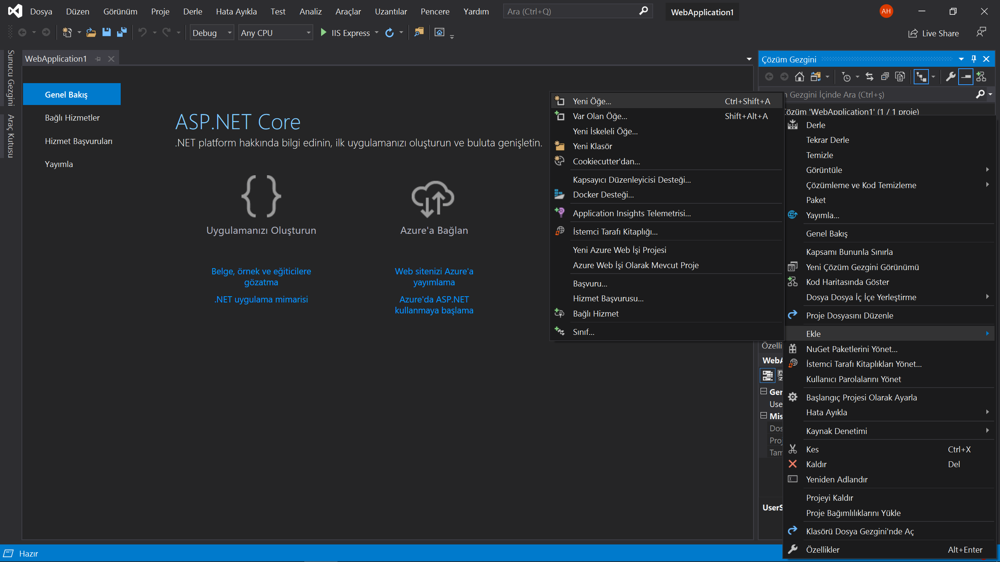 Dosya Düzen Görünüm Proje Derle Hata Ayıkla Test Analiz Araçlar Uzantılar Pencere Yardım Ara (Ctrl+Q) WebApplication1 AH
Debug Any CPU IIS Express Live Share
Sunucu Gezgini
Araç Kutusu
WebApplication1
Genel Bakış
Bağlı Hizmetler
Hizmet Başvuruları
Yayımla
ASP.NET Core
.NET platform hakkında bilgi edinin, ilk uygulamanızı oluşturun ve buluta genişletin.
Uygulamanızı Oluşturun
Belge, örnek ve eğiticilere
gözatma
.NET uygulama mimarisi
Azure'a Bağlan
Web sitenizi Azure'a
yayımlama
Azure'da ASP.NET
kullanmaya başlama
Yeni Öğe... Ctrl+Shift+A
Var Olan Öğe... Shift+Alt+A
Yeni İskeleli Öğe...
Yeni Klasör
Cookiecutter'dan...
Kapsayıcı Düzenleyicisi Desteği...
Docker Desteği...
Application Insights Telemetrisi...
İstemci Tarafı Kitaplığı...
Yeni Azure Web İşi Projesi
Azure Web İşi Olarak Mevcut Proje
Başvuru...
Hizmet Başvurusu...
Bağlı Hizmet
Sınıf...
Çözüm Gezgini
Gezgini İçinde Ara (Ctrl+ş)
Çözüm 'WebApplication1' (1 / 1 proje)
Derle
Tekrar Derle
Temizle
Görüntüle
Çözümleme ve Kod Temizleme
Paket
Yayımla...
Genel Bakış
Kapsamı Bununla Sınırla
Yeni Çözüm Gezgini Görünümü
Kod Haritasında Göster
Dosya Dosya İç İçe Yerleştirme
Proje Dosyasını Düzenle
Ekle
NuGet Paketlerini Yönet...
İstemci Tarafı Kitaplıkları Yönet...
Kullanıcı Parolalarını Yönet
Başlangıç Projesi Olarak Ayarla
Hata Ayıkla
Kaynak Denetimi
Kes Ctrl+X
Kaldır Del
Yeniden Adlandır
Projeyi Kaldır
Proje Bağımlılıklarını Yükle
Klasörü Dosya Gezgini'nde Aç
Özellikler Alt+Enter
Özelli
WebA
Ger
Use
Mis
Dos
Proj
Tam
UserS
Hazır